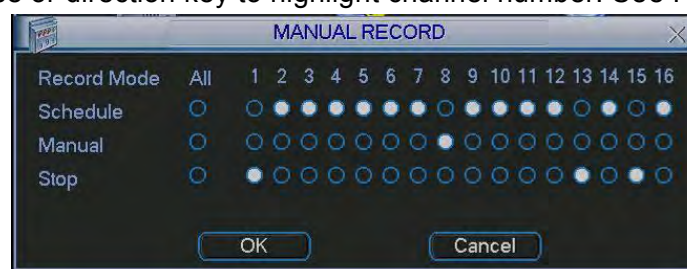 MANUAL RECORD
Record Mode All 1 2 3 4 5 6 7 8 9 10 11 12 13 14 15 16
Schedule
Manual
Stop
OK Cancel